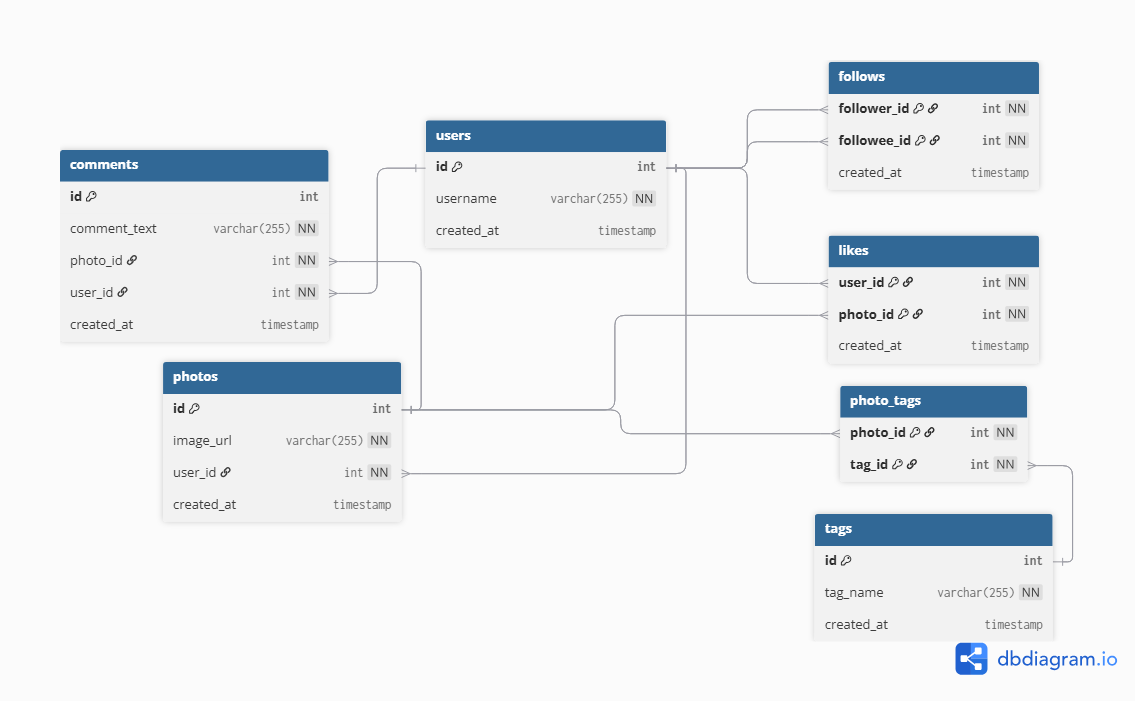 comments
id int
comment_text varchar(255) NN
photo_id int NN
user_id int NN
created_at timestamp
users
id int
username varchar(255) NN
created_at timestamp
follows
follower_id int NN
followee_id int NN
created_at timestamp
likes
user_id int NN
photo_id int NN
created_at timestamp
photos
id int
image_url varchar(255) NN
user_id int NN
created_at timestamp
photo_tags
photo_id int NN
tag_id int NN
tags
id int
tag_name varchar(255) NN
created_at timestamp
dbdiagram.io